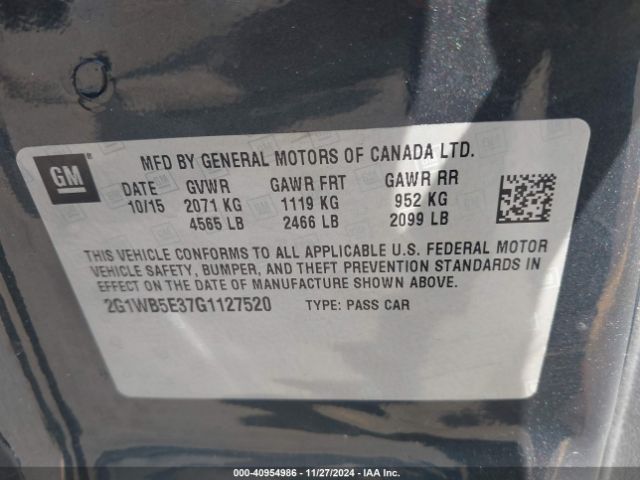 GM
MFD BY GENERAL MOTORS OF CANADA LTD.
DATE GVWR GAWR FRT GAWR RR
10/15 2071 KG 1119 KG 952 KG
4565 LB 2466 LB 2099 LB
THIS VEHICLE CONFORMS TO ALL APPLICABLE U.S. FEDERAL MOTOR
VEHICLE SAFETY, BUMPER, AND THEFT PREVENTION STANDARDS IN
EFFECT ON THE DATE OF MANUFACTURE SHOWN ABOVE.
2G1WB5E37G1127520 TYPE: PASS CAR
000-40954986 - 11/27/2024 - IAA Inc.